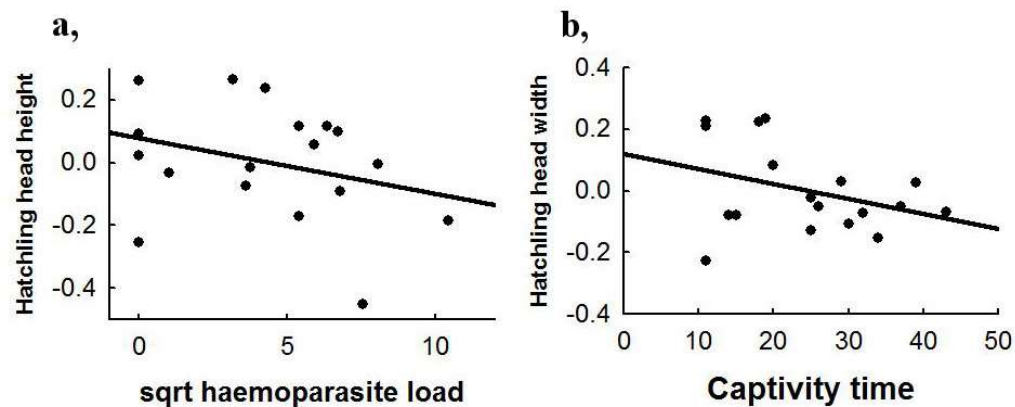 a,
Hatchling head height
0.2
0.0
-0.2
-0.4
0 5 10
sqrt haemoparasite load
b,
Hatchling head width
0.4
0.2
0.0
-0.2
-0.4
0 10 20 30 40 50
Captivity time